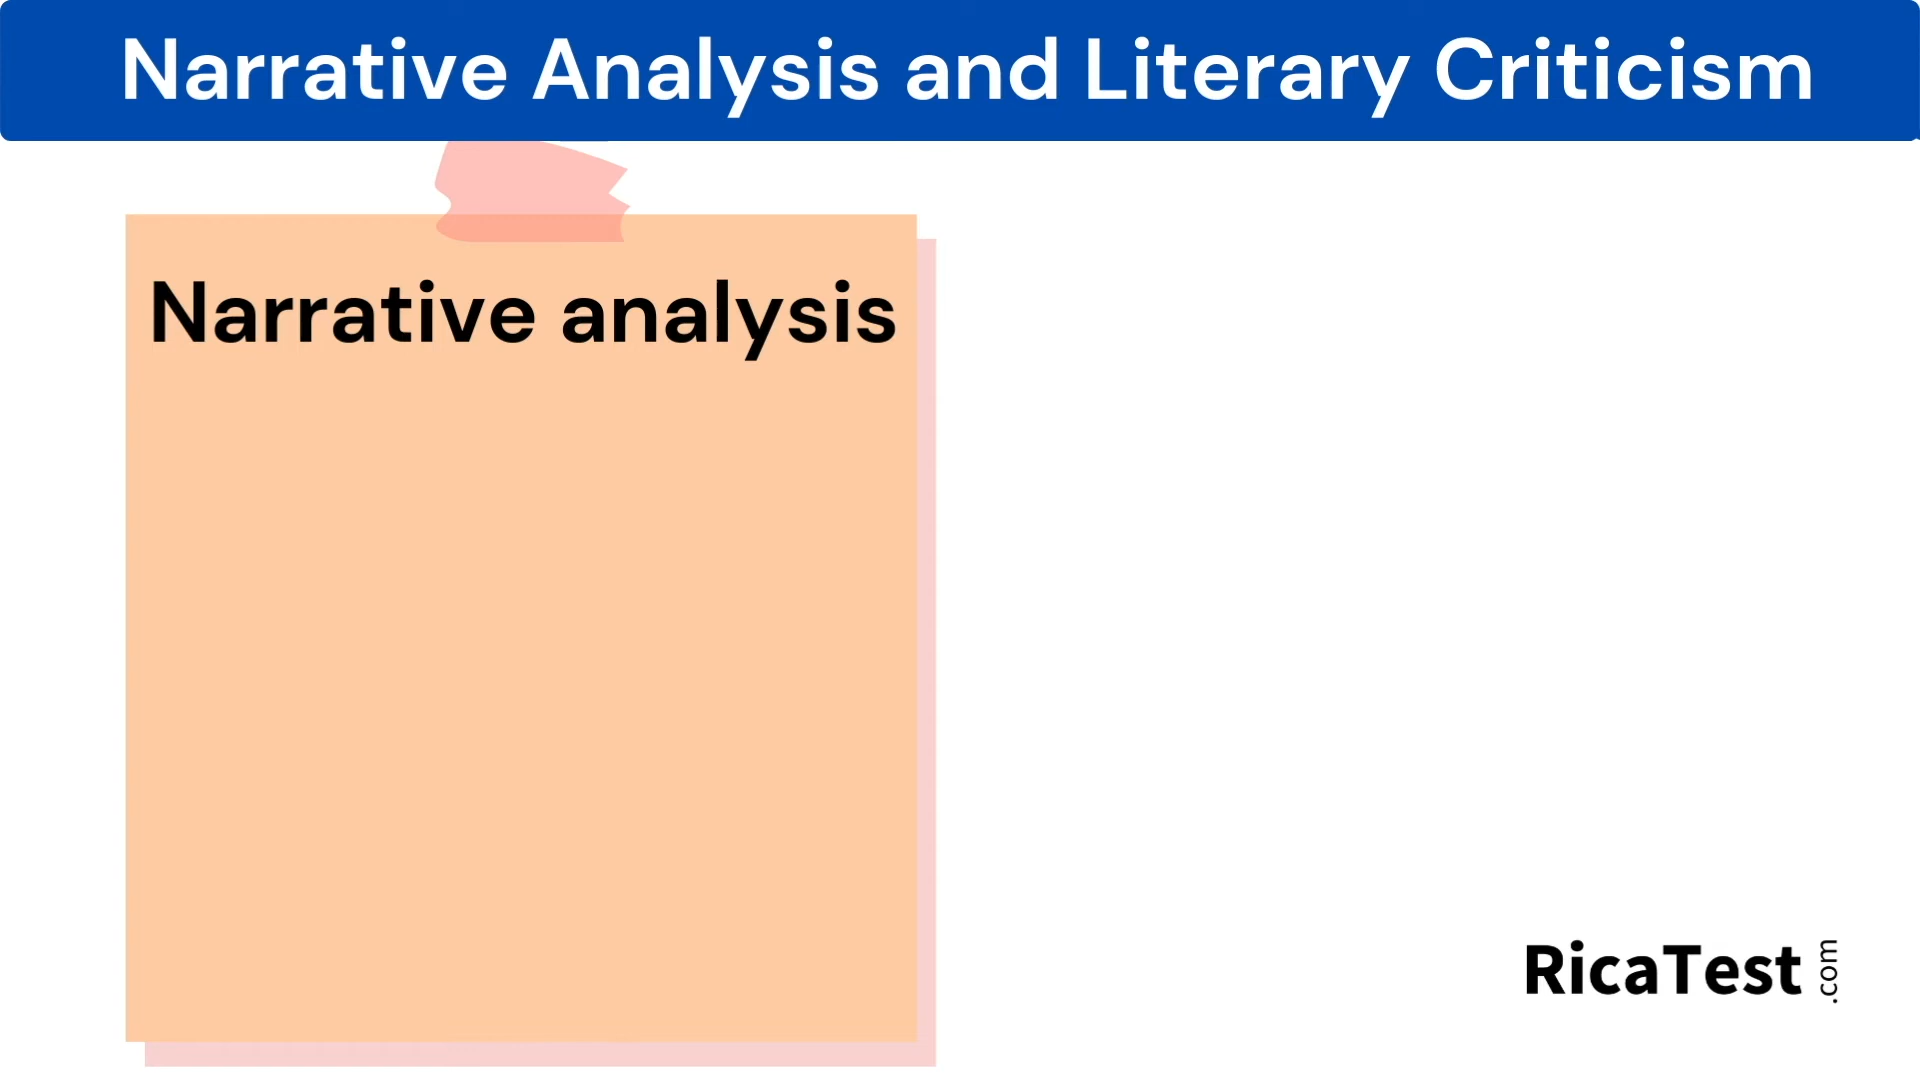 Narrative Analysis and Literary Criticism
Narrative analysis
RicaTest.com